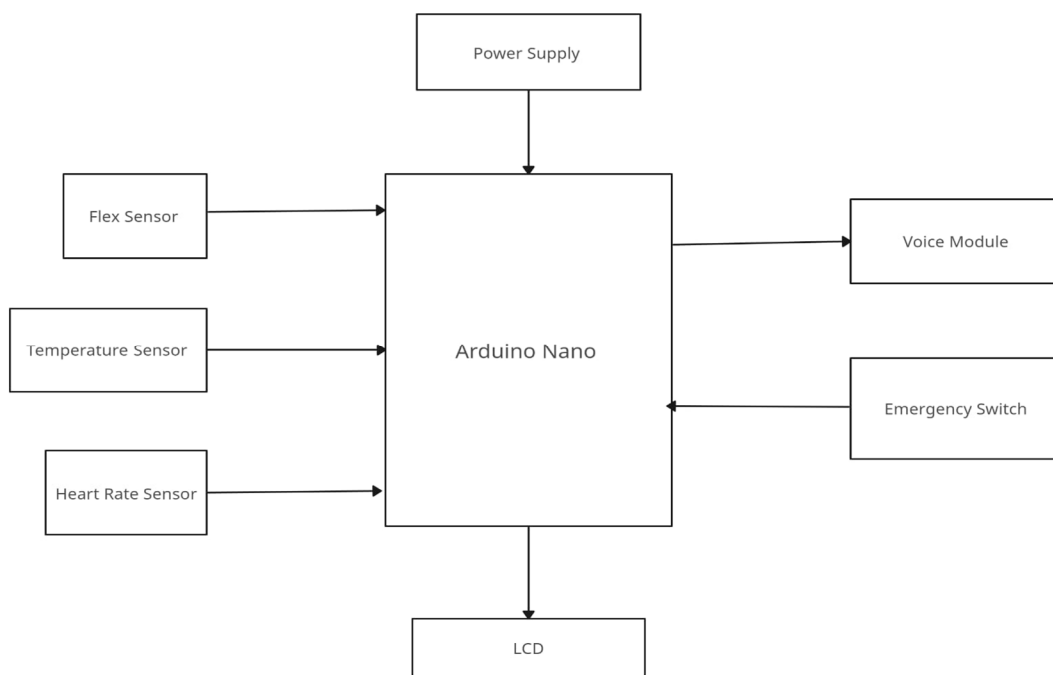 Power Supply
Flex Sensor
Voice Module
Temperature Sensor
Arduino Nano
Emergency Switch
Heart Rate Sensor
LCD